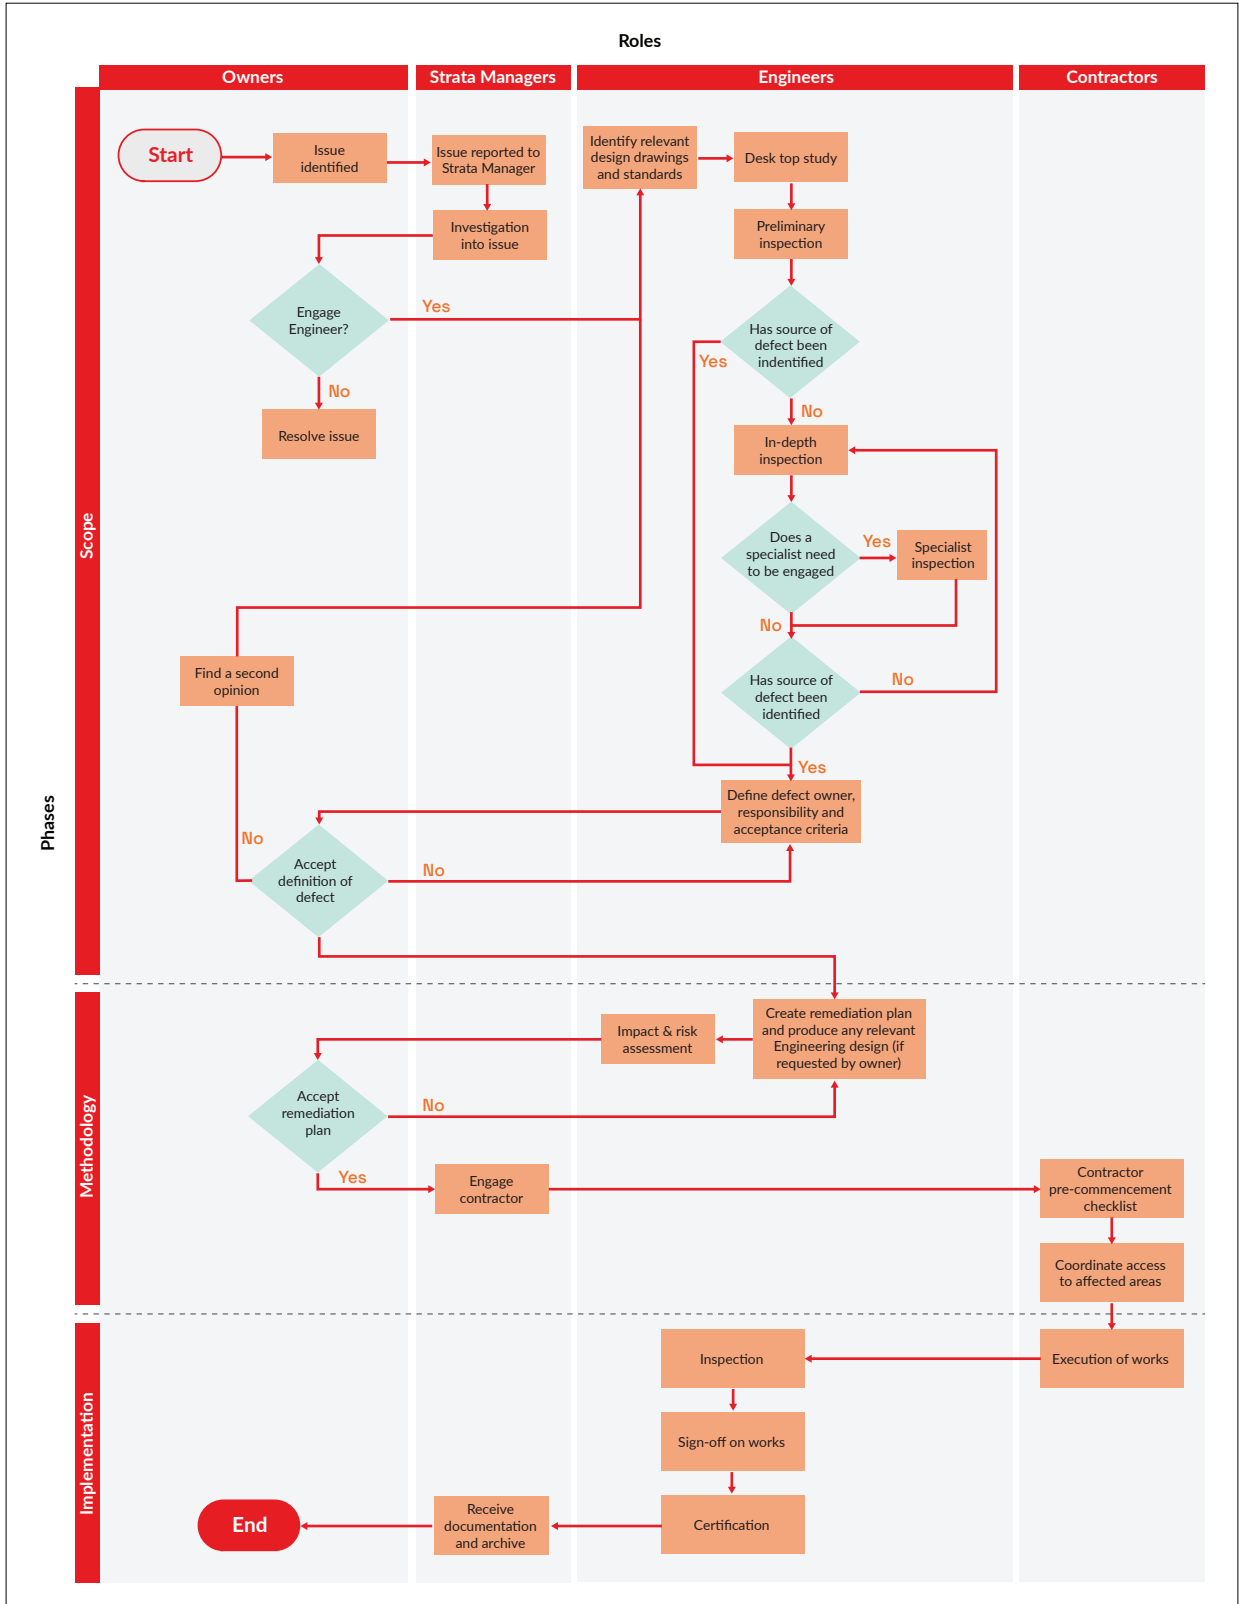 Roles
Owners
Strata Managers
Engineers
Contractors
Phases
Scope
Start
Issue
identified
Issue reported to
Strata Manager
Investigation
into issue
Engage
Engineer?
Yes
No
Resolve issue
Identify relevant
design drawings
and standards
Desk top study
Preliminary
inspection
Has source of
defect been
indentified
Yes
No
In-depth
inspection
Does a
specialist need
to be engaged
Yes
Specialist
inspection
No
Has source of
defect been
identified
No
Yes
Define defect owner,
responsibility and
acceptance criteria
Find a second
opinion
No
Accept
definition of
defect
No
Methodology
Create remediation plan
and produce any relevant
Engineering design (if
requested by owner)
Impact & risk
assessment
Accept
remediation
plan
No
Yes
Engage
contractor
Contractor
pre-commencement
checklist
Coordinate access
to affected areas
Implementation
Execution of works
Inspection
Sign-off on works
Certification
Receive
documentation
and archive
End